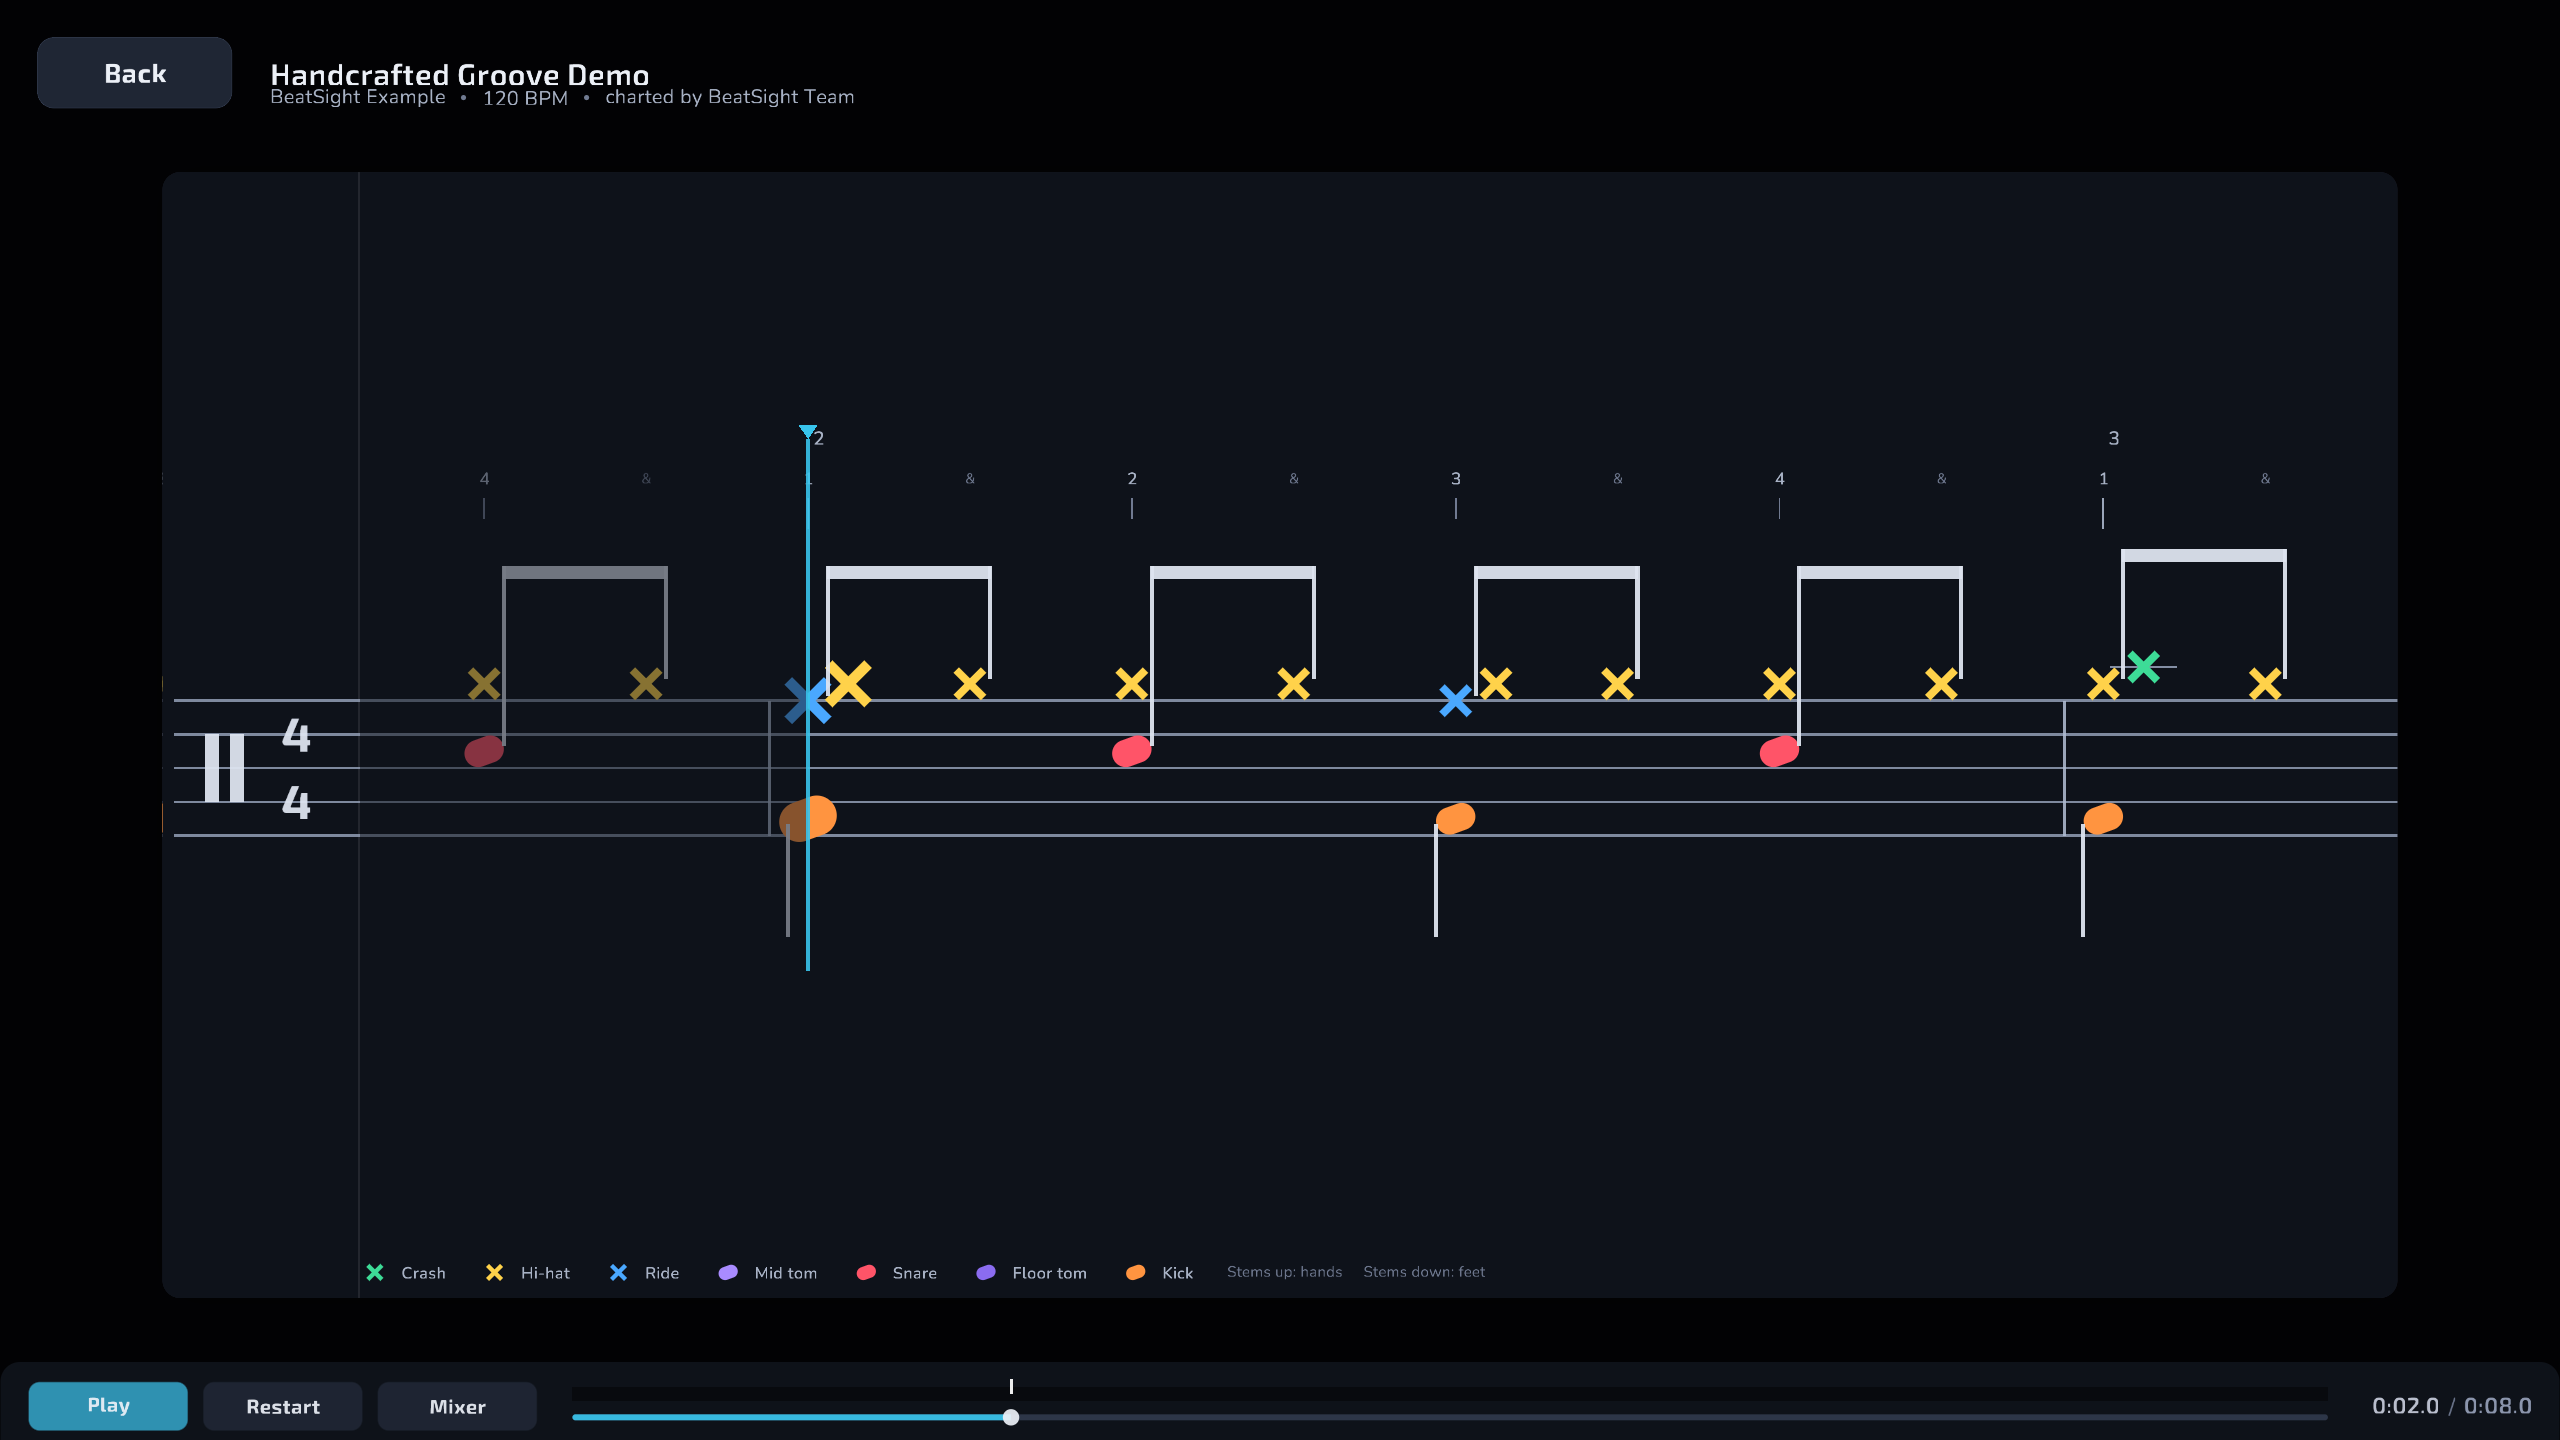 Back
Handcrafted Groove Demo
BeatSight Example • 120 BPM • charted by BeatSight Team
2 3
4 & 1 & 2 & 3 & 4 & 1 &
4
4
Crash Hi-hat Ride Mid tom Snare Floor tom Kick Stems up: hands Stems down: feet
Play Restart Mixer 0:02.0 / 0:08.0